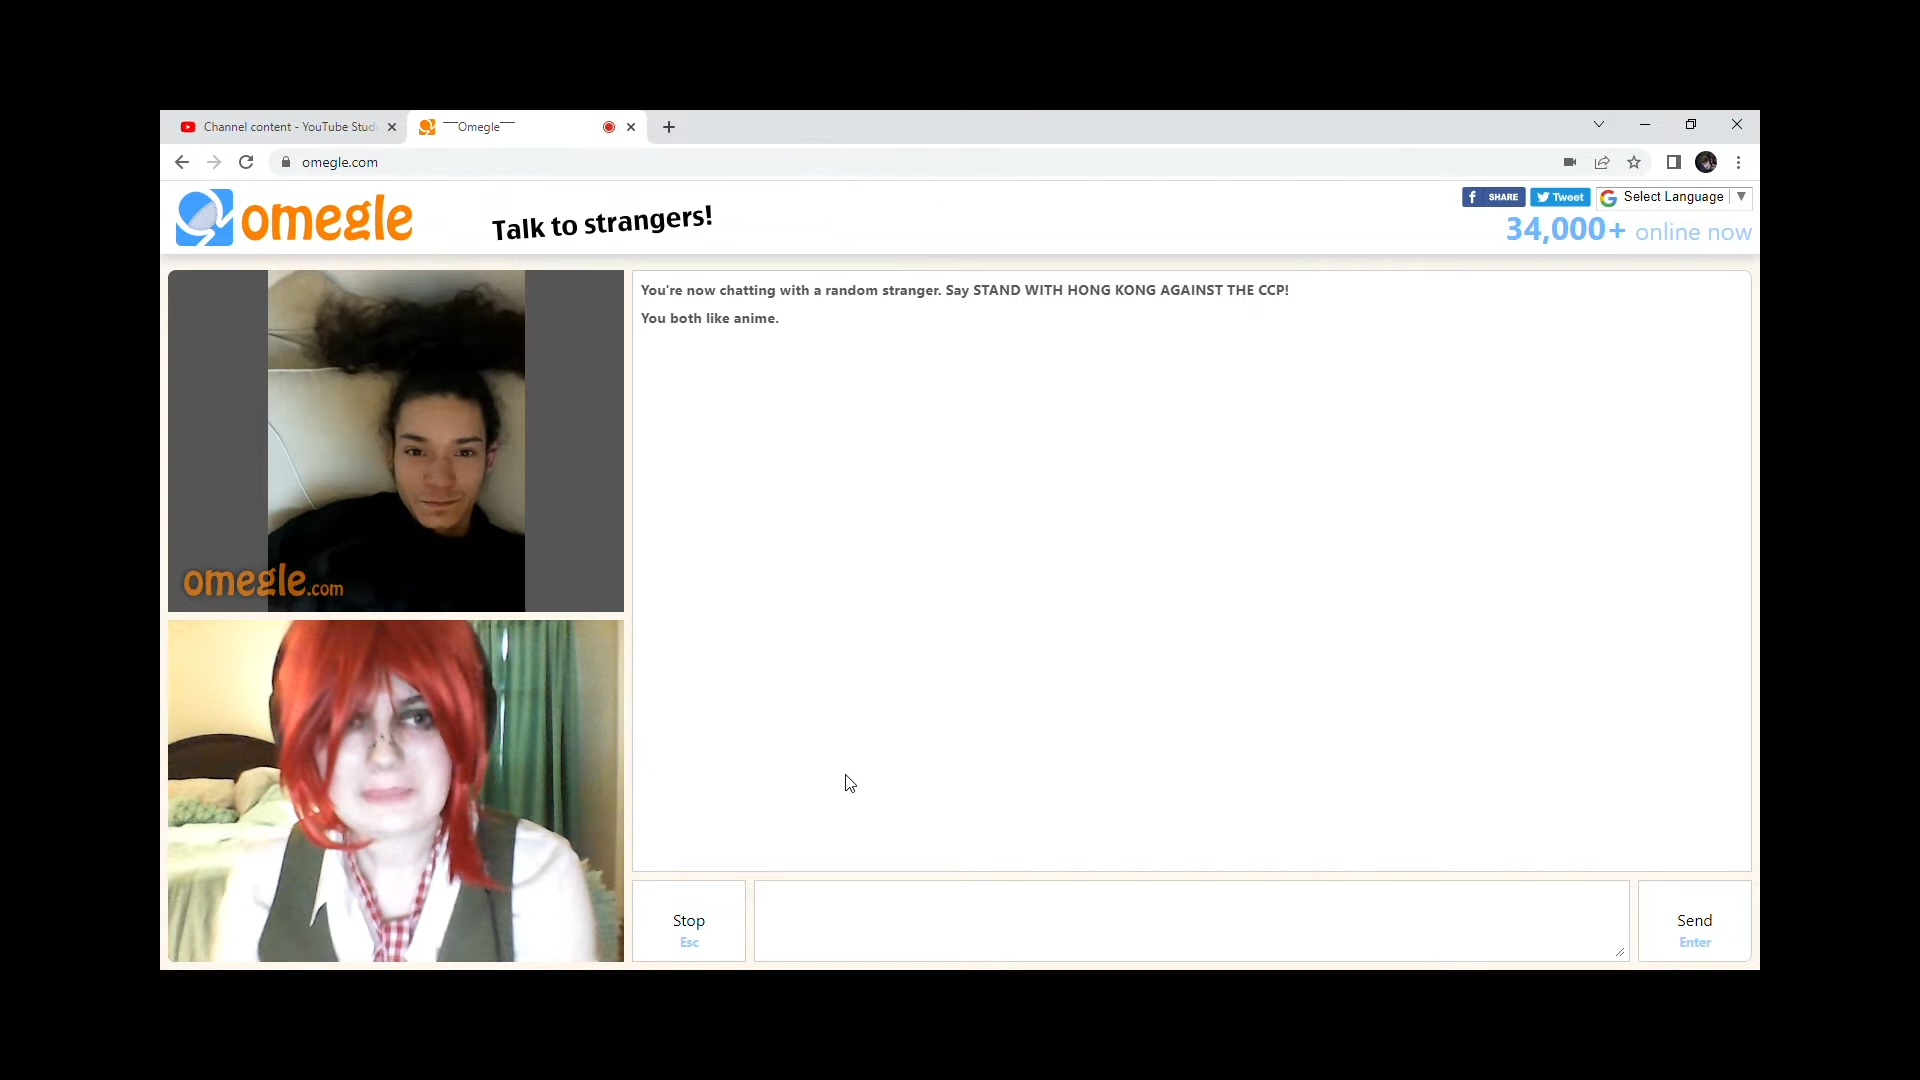 Channel content - YouTube Stud
Omegle
omegle.com
omegle
Talk to strangers!
SHARE
Tweet
Select Language
34,000+ online now
You're now chatting with a random stranger. Say STAND WITH HONG KONG AGAINST THE CCP!
You both like anime.
omegle.com
Stop
Esc
Send
Enter